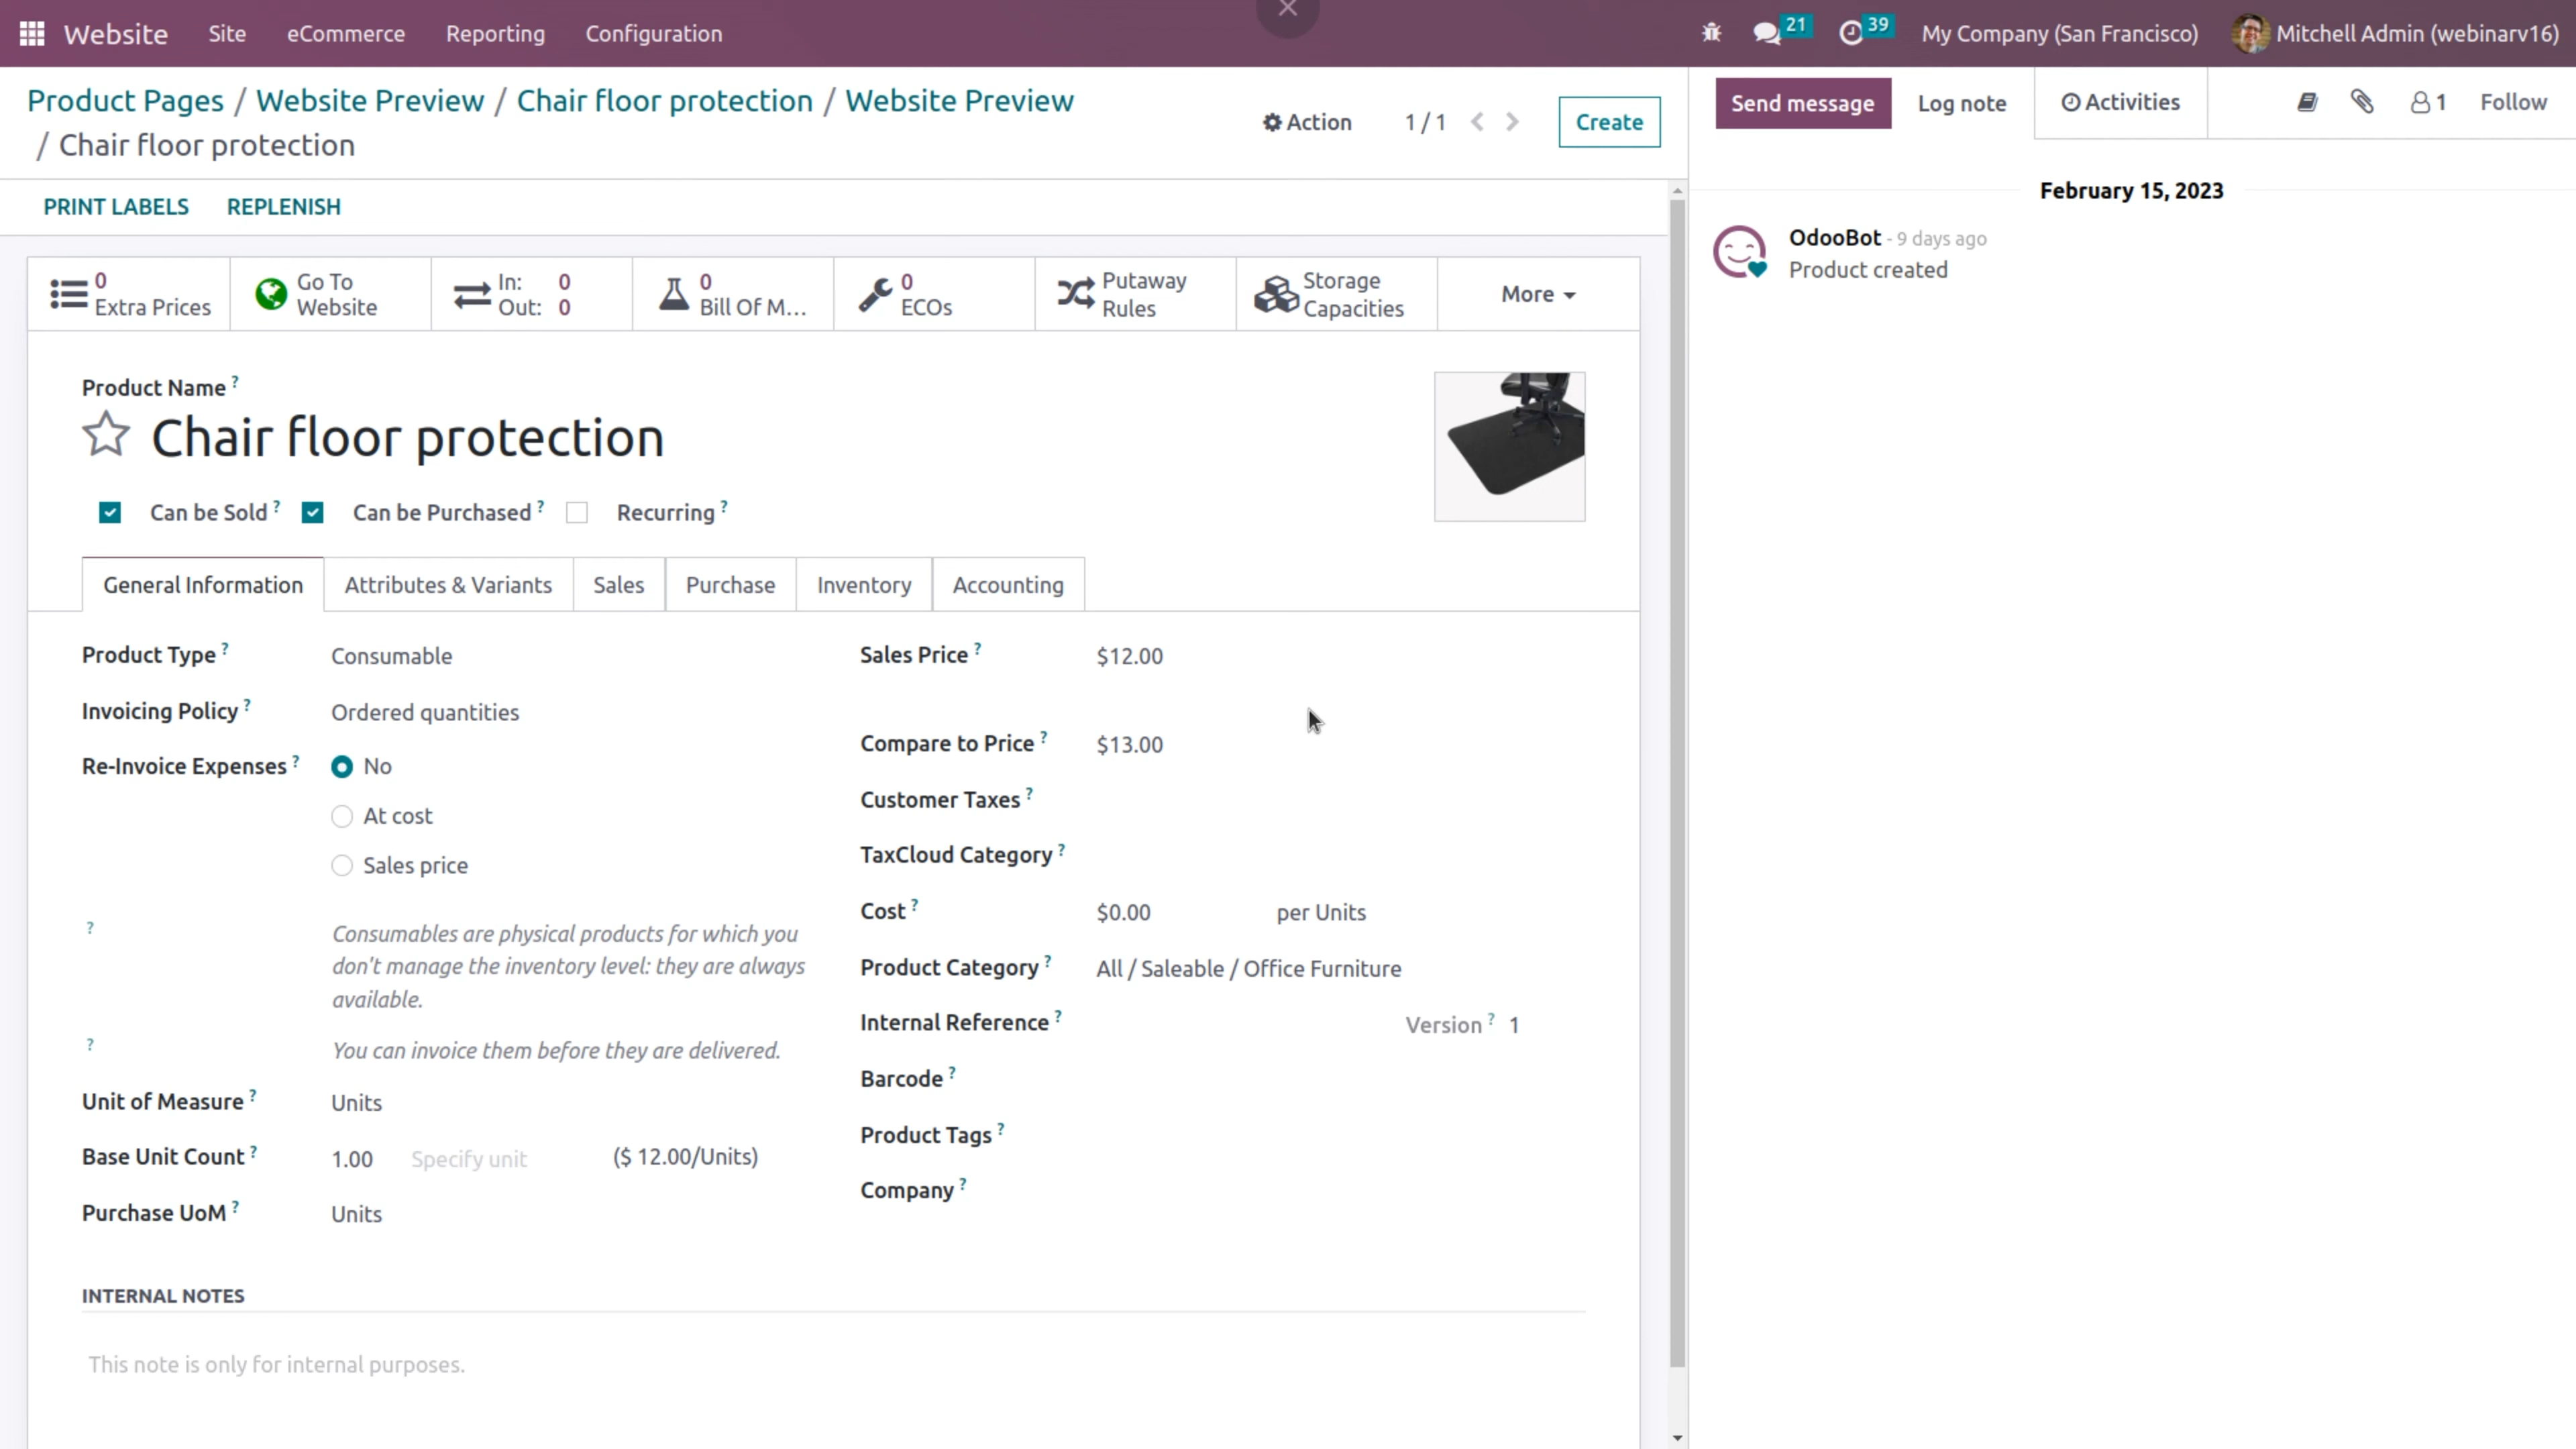 Website Site eCommerce Reporting Configuration 21 39 My Company (San Francisco) Mitchell Admin (webinarv16)
Product Pages / Website Preview / Chair floor protection / Website Preview
/ Chair floor protection
Action 1 / 1 Create
Send message Log note Activities 1 Follow
PRINT LABELS REPLENISH
February 15, 2023
OdooBot - 9 days ago
Product created
0
Extra Prices
Go To
Website
In: 0
Out: 0
0
Bill Of M...
0
ECOs
Putaway
Rules
Storage
Capacities
More
Product Name ?
Chair floor protection
Can be Sold ? Can be Purchased ? Recurring ?
General Information Attributes & Variants Sales Purchase Inventory Accounting
Product Type ? Consumable
Invoicing Policy ? Ordered quantities
Re-Invoice Expenses ? No
At cost
Sales price
? Consumables are physical products for which you
don't manage the inventory level: they are always
available.
? You can invoice them before they are delivered.
Unit of Measure ? Units
Base Unit Count ? 1.00 Specify unit ($ 12.00/Units)
Purchase UoM ? Units
Sales Price ? $12.00
Compare to Price ? $13.00
Customer Taxes ?
TaxCloud Category ?
Cost ? $0.00 per Units
Product Category ? All / Saleable / Office Furniture
Internal Reference ? Version ? 1
Barcode ?
Product Tags ?
Company ?
INTERNAL NOTES
This note is only for internal purposes.